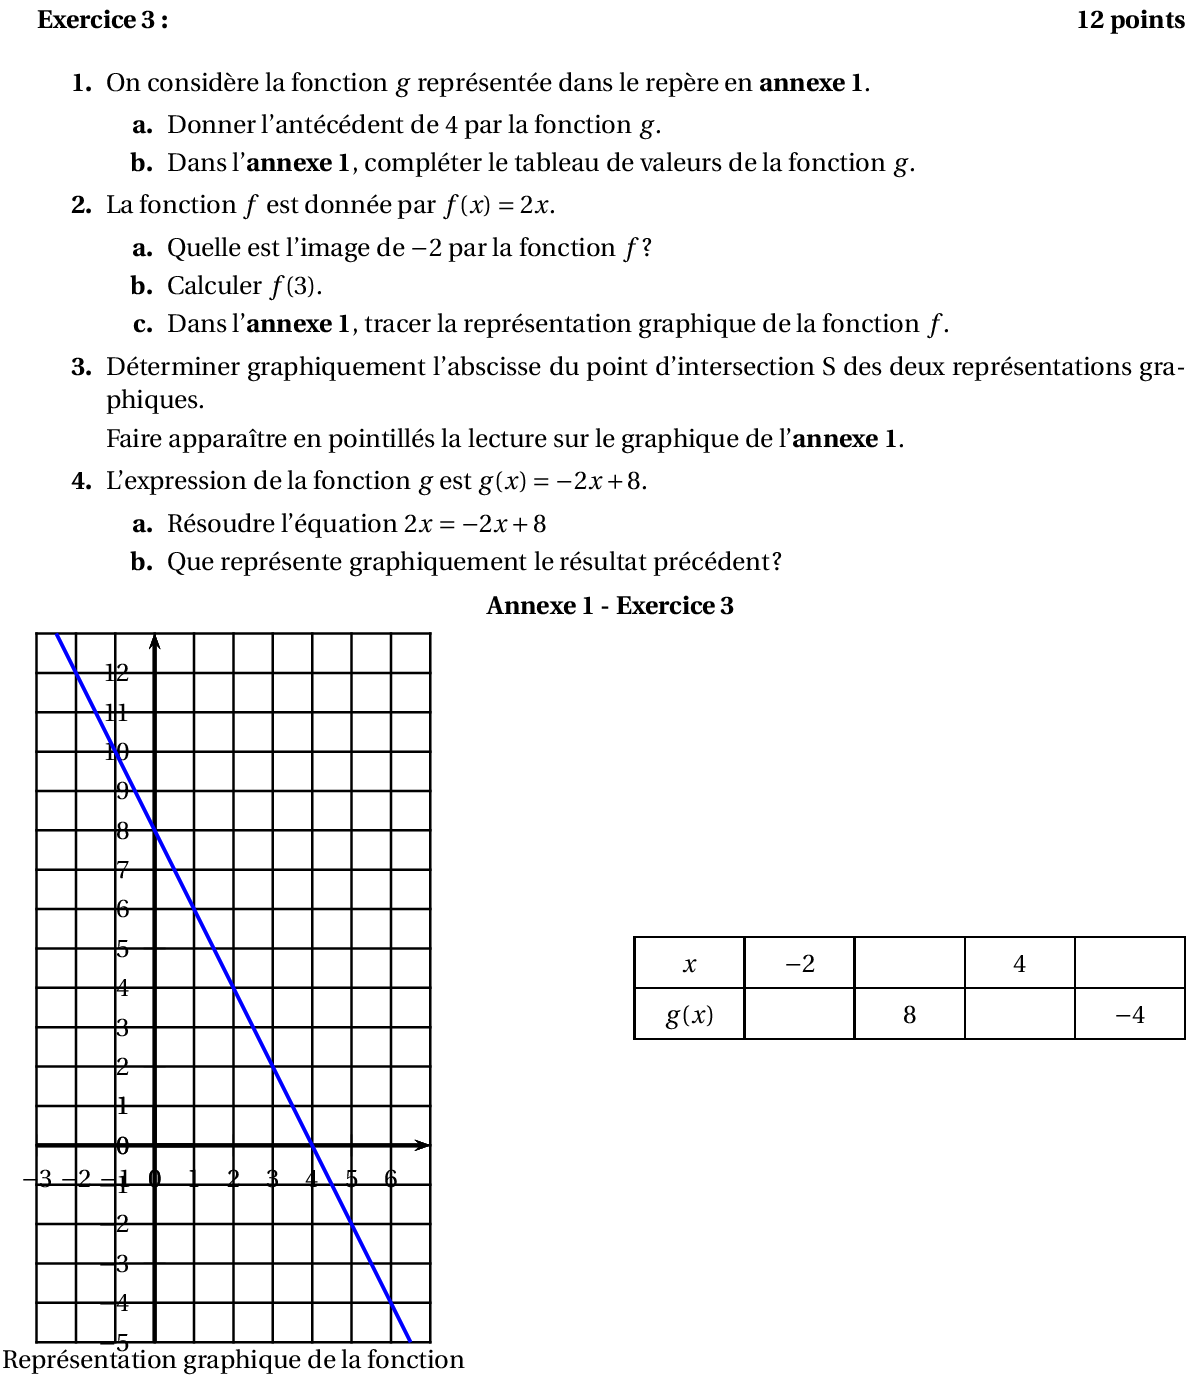 Exercice 3 : 12 points
1. On considère la fonction g représentée dans le repère en annexe 1.
a. Donner l'antécédent de 4 par la fonction g.
b. Dans l'annexe 1, compléter le tableau de valeurs de la fonction g.
2. La fonction f est donnée par f(x) = 2x.
a. Quelle est l'image de −2 par la fonction f ?
b. Calculer f(3).
c. Dans l'annexe 1, tracer la représentation graphique de la fonction f.
3. Déterminer graphiquement l'abscisse du point d'intersection S des deux représentations gra-
phiques.
Faire apparaître en pointillés la lecture sur le graphique de l'annexe 1.
4. L'expression de la fonction g est g(x) = −2x + 8.
a. Résoudre l'équation 2x = −2x + 8
b. Que représente graphiquement le résultat précédent?
Annexe 1 - Exercice 3
12
11
10
9
8
7
6
5
4
3
2
1
0
−3 −2 −1 0 1 2 3 4 5 6
−1
−2
−3
−4
−5
Représentation graphique de la fonction
x −2 4
g(x) 8 −4